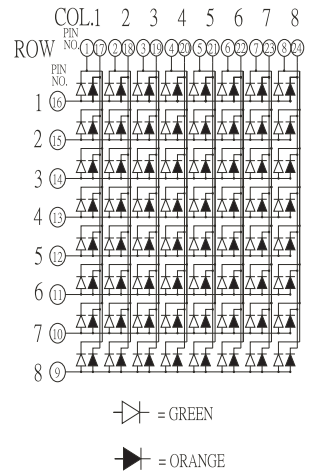 COL.1 2 3 4 5 6 7 8
ROW PIN NO. 1 17 2 18 3 19 4 20 5 21 6 22 7 23 8 24
PIN NO.
1 16
2 15
3 14
4 13
5 12
6 11
7 10
8 9
= GREEN
= ORANGE